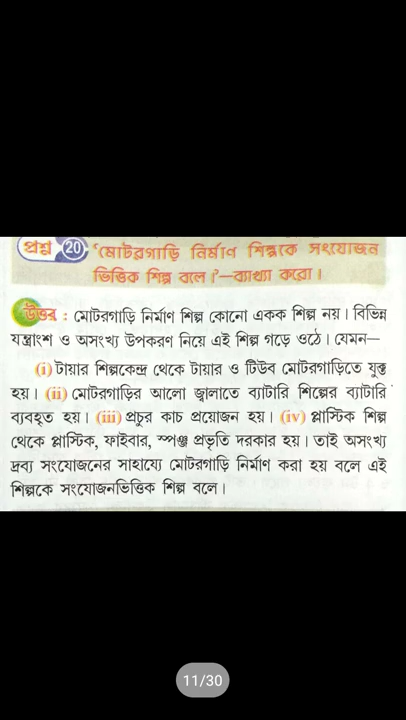 প্রশ্ন 20 'মোটরগাড়ি নির্মাণ শিল্পকে সংযোজন
ভিত্তিক শিল্প বলে।'—ব্যাখ্যা করো।
উত্তর : মোটরগাড়ি নির্মাণ শিল্প কোনো একক শিল্প নয়। বিভিন্ন
যন্ত্রাংশ ও অসংখ্য উপকরণ নিয়ে এই শিল্প গড়ে ওঠে। যেমন—
(i) টায়ার শিল্পকেন্দ্র থেকে টায়ার ও টিউব মোটরগাড়িতে যুক্ত
হয়। (ii) মোটরগাড়ির আলো জ্বালাতে ব্যাটারি শিল্পের ব্যাটারি
ব্যবহৃত হয়। (iii) প্রচুর কাচ প্রয়োজন হয়। (iv) প্লাস্টিক শিল্প
থেকে প্লাস্টিক, ফাইবার, স্পঞ্জ প্রভৃতি দরকার হয়। তাই অসংখ্য
দ্রব্য সংযোজনের সাহায্যে মোটরগাড়ি নির্মাণ করা হয় বলে এই
শিল্পকে সংযোজনভিত্তিক শিল্প বলে।
11/30